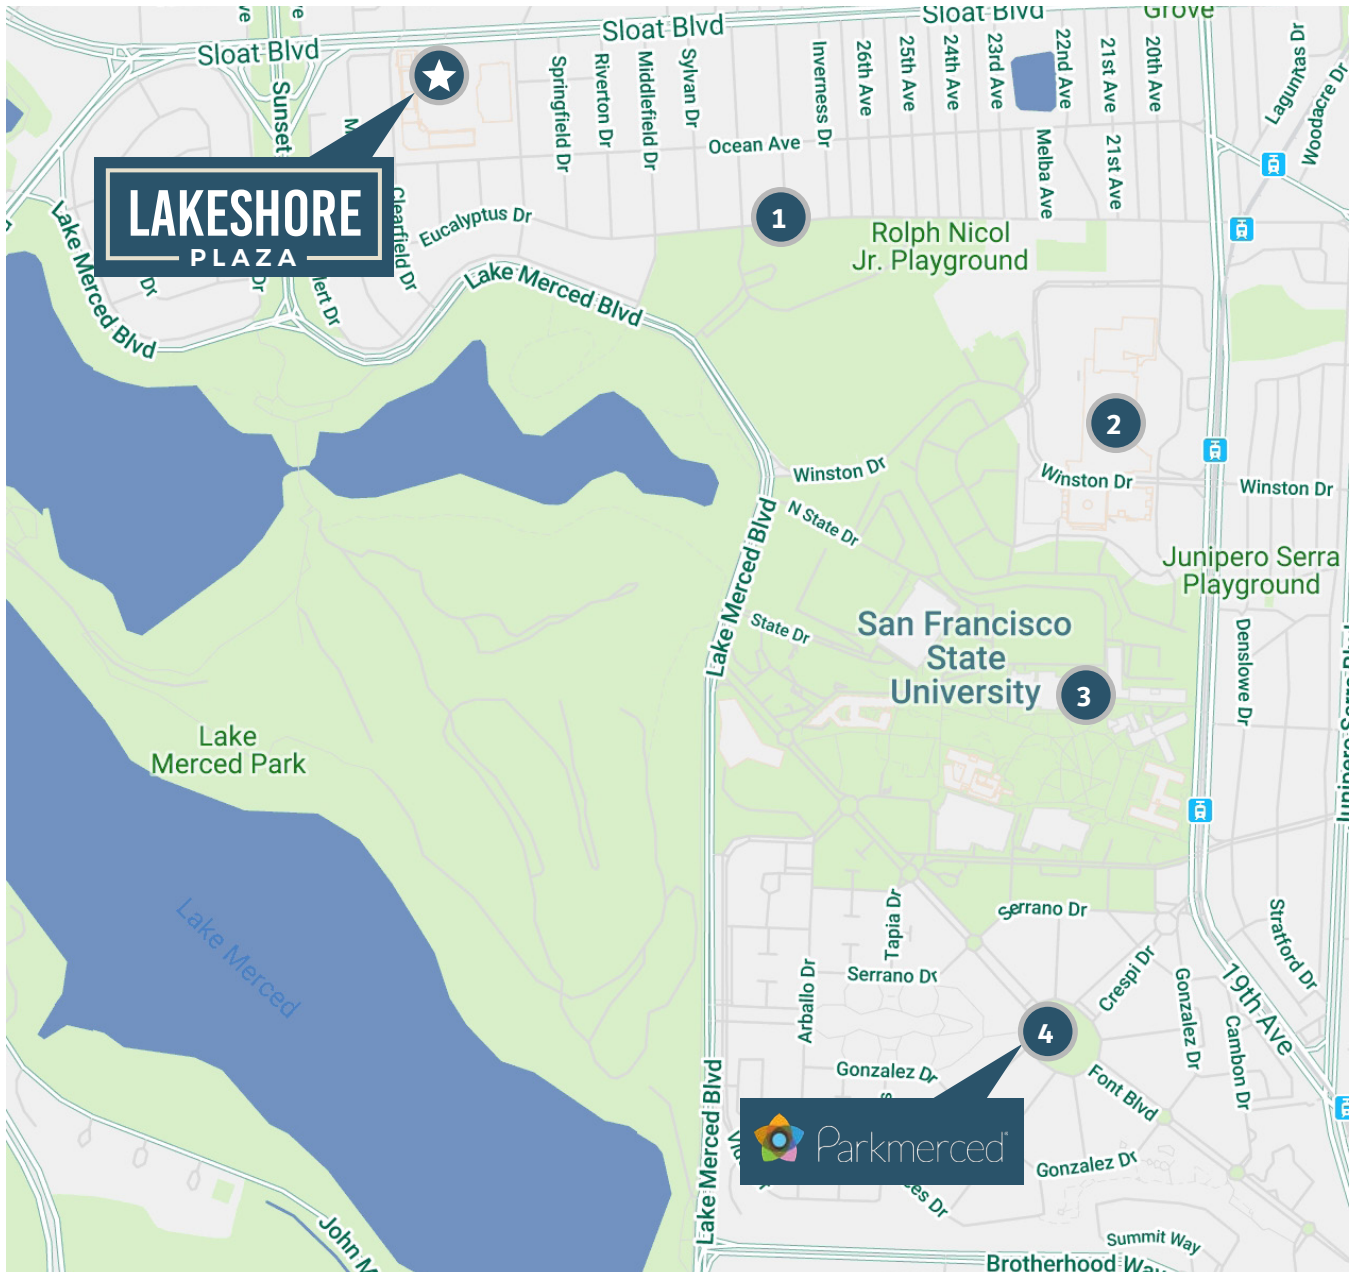 Sloat Blvd
Sloat Blvd
Sloat Blvd
Grove
Sunset
Springfield Dr
Riverton Dr
Middlefield Dr
Sylvan Dr
Inverness Dr
26th Ave
25th Ave
24th Ave
23rd Ave
22nd Ave
21st Ave
20th Ave
Lagunitas Dr
Woodacre Dr
Ocean Ave
Melba Ave
21st Ave
LAKESHORE
PLAZA
Clearfield Dr
Eucalyptus Dr
1
Rolph Nicol
Jr. Playground
Lake Merced Blvd
Dr
Dr
Lake Merced Blvd
2
Winston Dr
Winston Dr
Winston Dr
N State Dr
Lake Merced Blvd
Junipero Serra
Playground
State Dr
San Francisco
State
University
3
Denslowe Dr
Lake
Merced Park
Lake Merced
Tapia Dr
Serrano Dr
Serrano Dr
Arballo Dr
Crespi Dr
Gonzalez Dr
Stratford Dr
19th Ave
Cambon Dr
4
Gonzalez Dr
Font Blvd
Parkmerced
Lake Merced Blvd
Gonzalez Dr
Summit Way
Brotherhood Way
John M